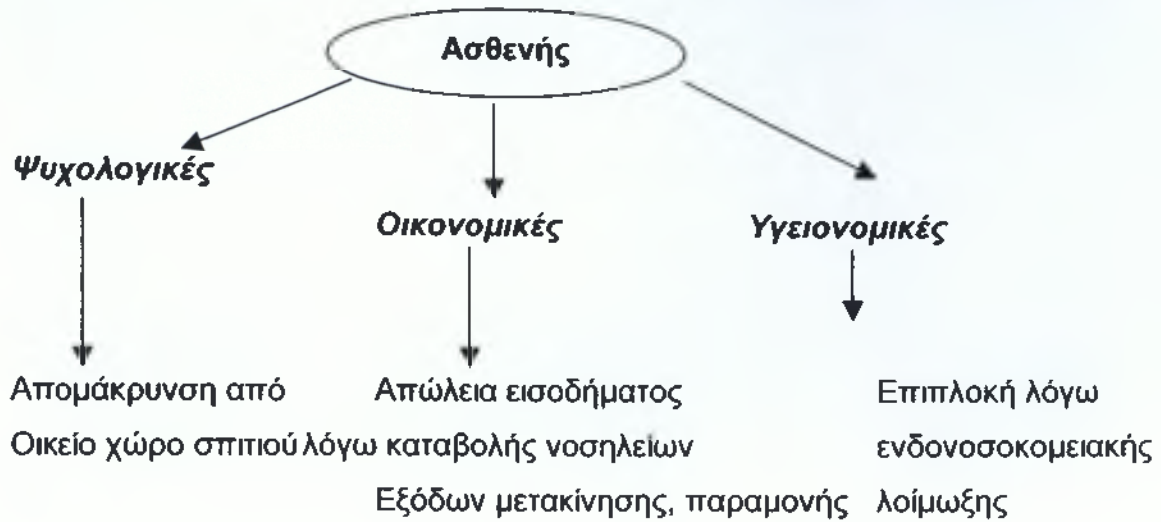 Ασθενής
Ψυχολογικές
Οικονομικές
Υγειονομικές
Απομάκρυνση από
Οικείο χώρο σπιτιού
Απώλεια εισοδήματος
λόγω καταβολής νοσηλείων
Εξόδων μετακίνησης, παραμονής
Επιπλοκή λόγω
ενδονοσοκομειακής
λοίμωξης